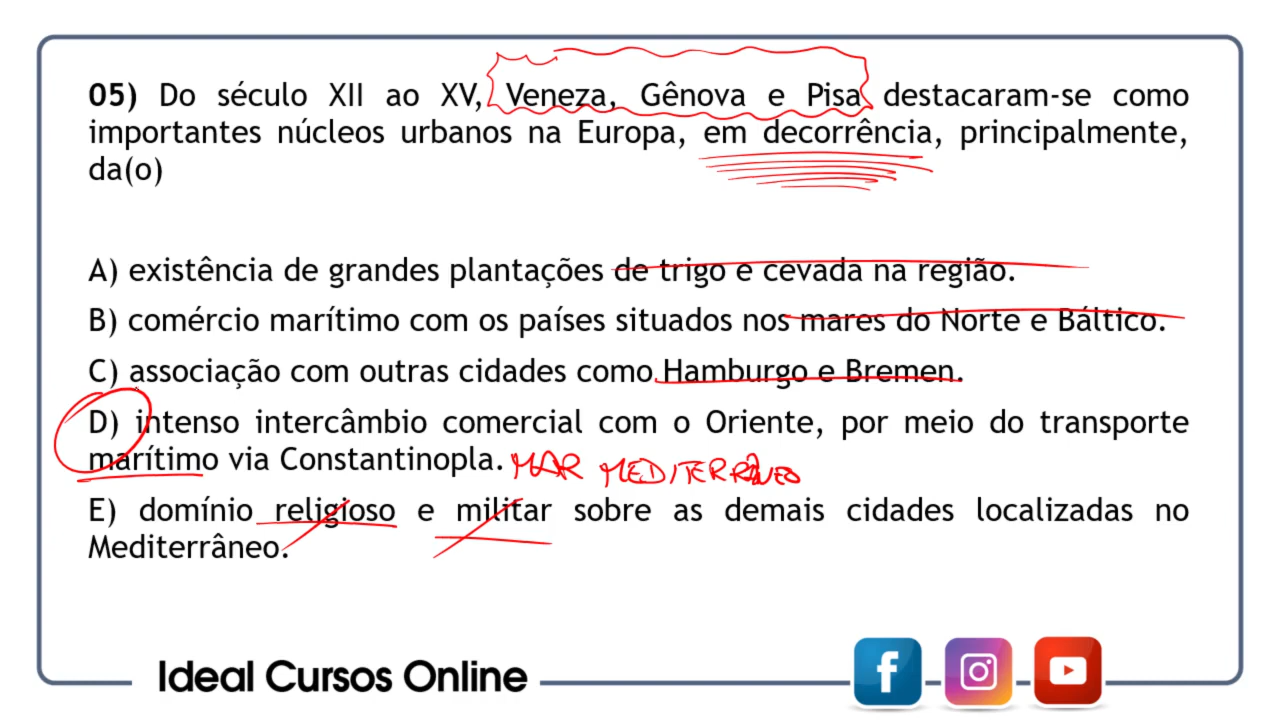 05) Do século XII ao XV, Veneza, Gênova e Pisa destacaram-se como
importantes núcleos urbanos na Europa, em decorrência, principalmente,
da(o)
A) existência de grandes plantações de trigo e cevada na região.
B) comércio marítimo com os países situados nos mares do Norte e Báltico.
C) associação com outras cidades como Hamburgo e Bremen.
D) intenso intercâmbio comercial com o Oriente, por meio do transporte
marítimo via Constantinopla. MAR MEDITERRÂNEO
E) domínio religioso e militar sobre as demais cidades localizadas no
Mediterrâneo.
Ideal Cursos Online